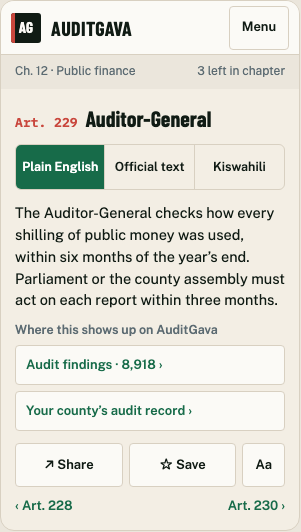 AG AUDITGAVA Menu
Ch. 12 · Public finance 3 left in chapter
Art. 229 Auditor-General
Plain English Official text Kiswahili
The Auditor-General checks how every
shilling of public money was used,
within six months of the year’s end.
Parliament or the county assembly must
act on each report within three months.
Where this shows up on AuditGava
Audit findings · 8,918 ›
Your county’s audit record ›
↗ Share ☆ Save Aa
‹ Art. 228 Art. 230 ›